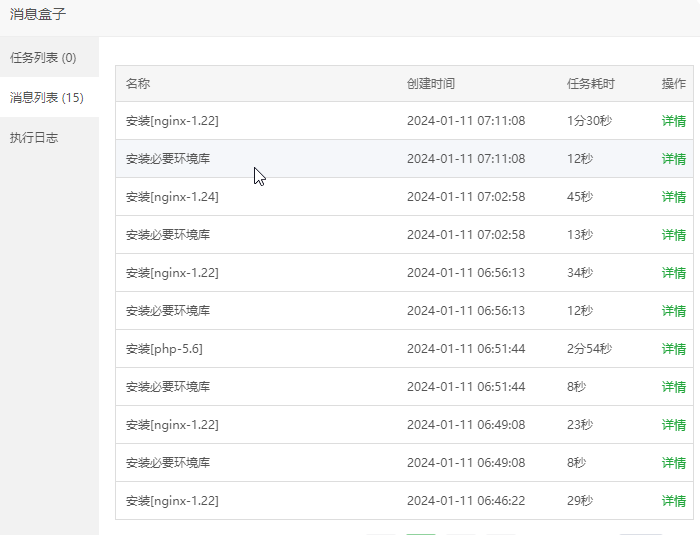 消息盒子
任务列表 (0)
消息列表 (15)
执行日志
名称 创建时间 任务耗时 操作
安装[nginx-1.22] 2024-01-11 07:11:08 1分30秒 详情
安装必要环境库 2024-01-11 07:11:08 12秒 详情
安装[nginx-1.24] 2024-01-11 07:02:58 45秒 详情
安装必要环境库 2024-01-11 07:02:58 13秒 详情
安装[nginx-1.22] 2024-01-11 06:56:13 34秒 详情
安装必要环境库 2024-01-11 06:56:13 12秒 详情
安装[php-5.6] 2024-01-11 06:51:44 2分54秒 详情
安装必要环境库 2024-01-11 06:51:44 8秒 详情
安装[nginx-1.22] 2024-01-11 06:49:08 23秒 详情
安装必要环境库 2024-01-11 06:49:08 8秒 详情
安装[nginx-1.22] 2024-01-11 06:46:22 29秒 详情